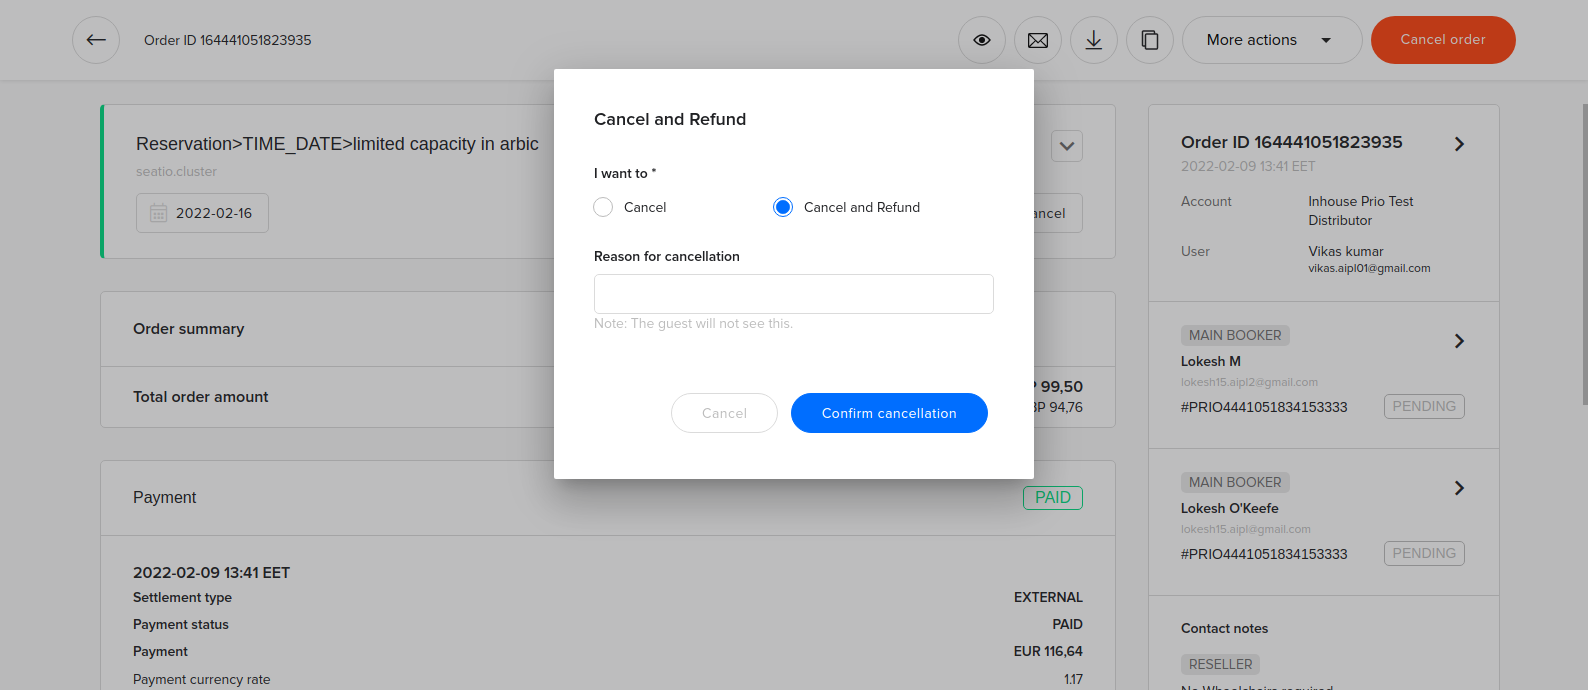 Order ID 164441051823935
More actions
Cancel order
Reservation>TIME_DATE>limited capacity in arbic
seatio.cluster
2022-02-16
Order summary
Total order amount
99,50
94,76
Payment
PAID
2022-02-09 13:41 EET
Settlement type
EXTERNAL
Payment status
PAID
Payment
EUR 116,64
Payment currency rate
1.17
Cancel and Refund
I want to *
Cancel
Cancel and Refund
Reason for cancellation
Note: The guest will not see this.
Cancel
Confirm cancellation
Order ID 164441051823935
2022-02-09 13:41 EET
Account
Inhouse Prio Test
Distributor
User
Vikas kumar
vikas.aipl01@gmail.com
MAIN BOOKER
Lokesh M
lokesh15.aipl2@gmail.com
#PRIO4441051834153333
PENDING
MAIN BOOKER
Lokesh O'Keefe
lokesh15.aipl@gmail.com
#PRIO4441051834153333
PENDING
Contact notes
RESELLER
No Wheelchairs required